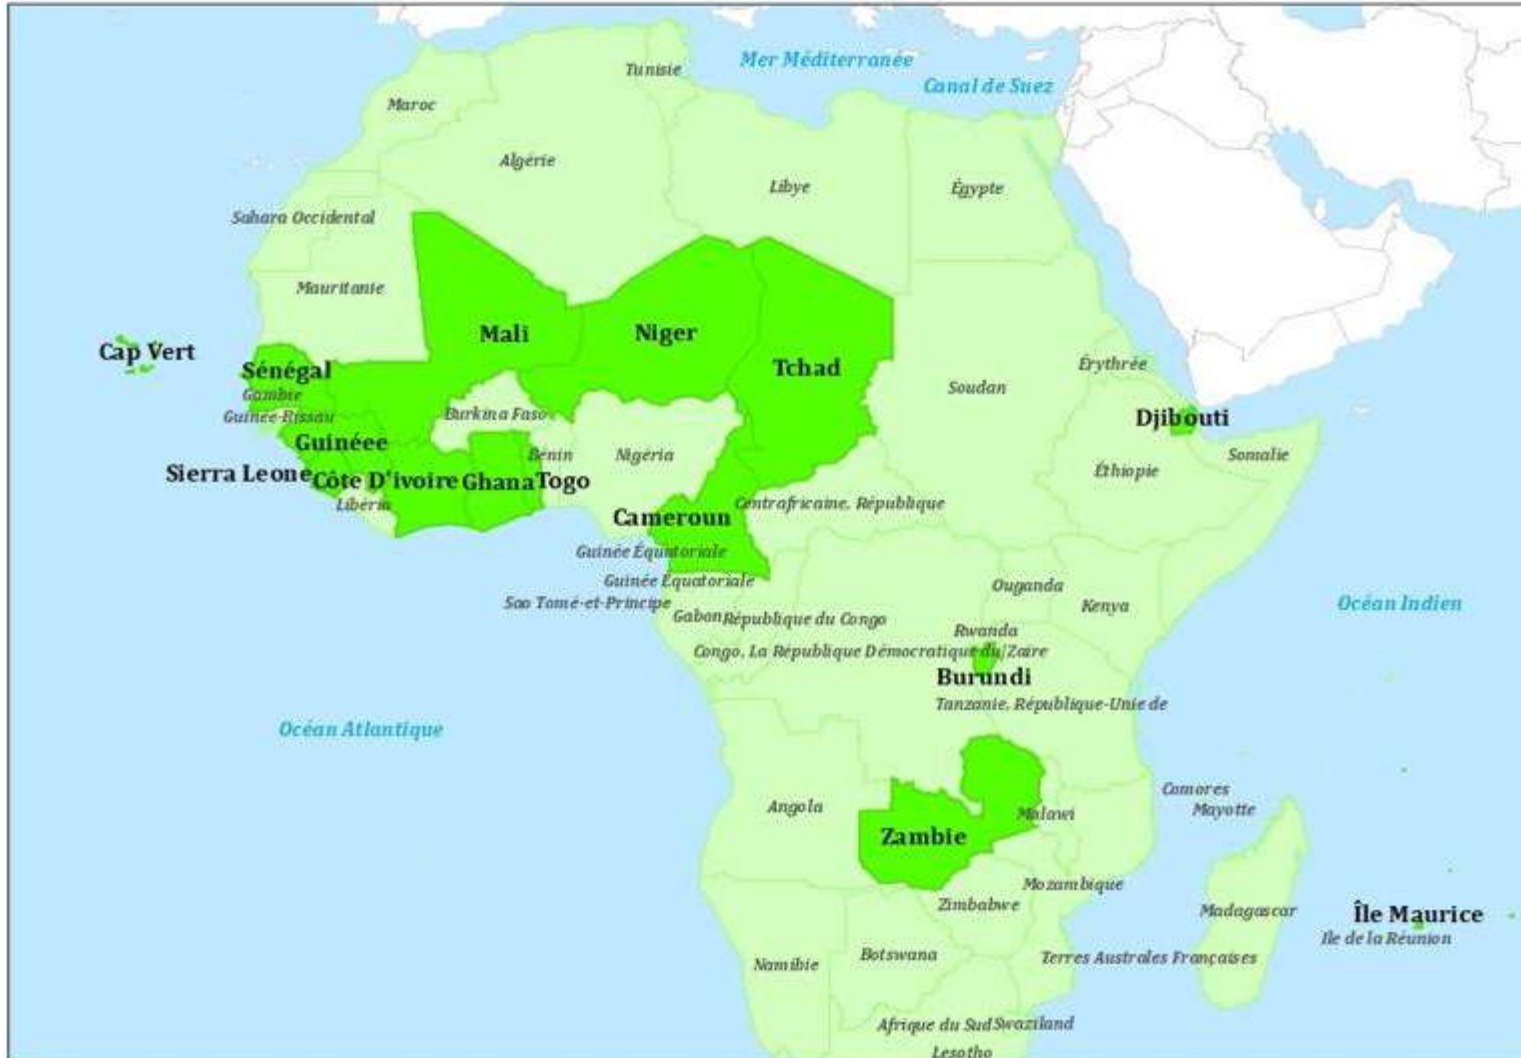 Mer Méditerranée
Tunisie
Canal de Suez
Maroc
Algérie
Libye
Égypte
Sahara Occidental
Mauritanie
Mali
Niger
Cap Vert
Tchad
Érythrée
Sénégal
Soudan
Gambie
Burkina Faso
Guinée-Bissau
Djibouti
Guinéee
Bénin
Nigéria
Somalie
Éthiopie
Sierra Leone
Côte D'ivoire
Ghana
Togo
Libéria
Centrafricaine, République
Cameroun
Guinée Équatoriale
Guinée Equatoriale
Ouganda
Sao Tomé-et-Principe
Kenya
Océan Indien
Gabon
République du Congo
Rwanda
Congo, La République Démocratique du/Zaire
Burundi
Tanzanie, République-Unie de
Océan Atlantique
Comores
Mayotte
Angola
Malawi
Zambie
Mozambique
Zimbabwe
Madagascar
Île Maurice
Ile de la Réunion
Botswana
Terres Australes Françaises
Namibie
Afrique du Sud
Swaziland
Lesotho